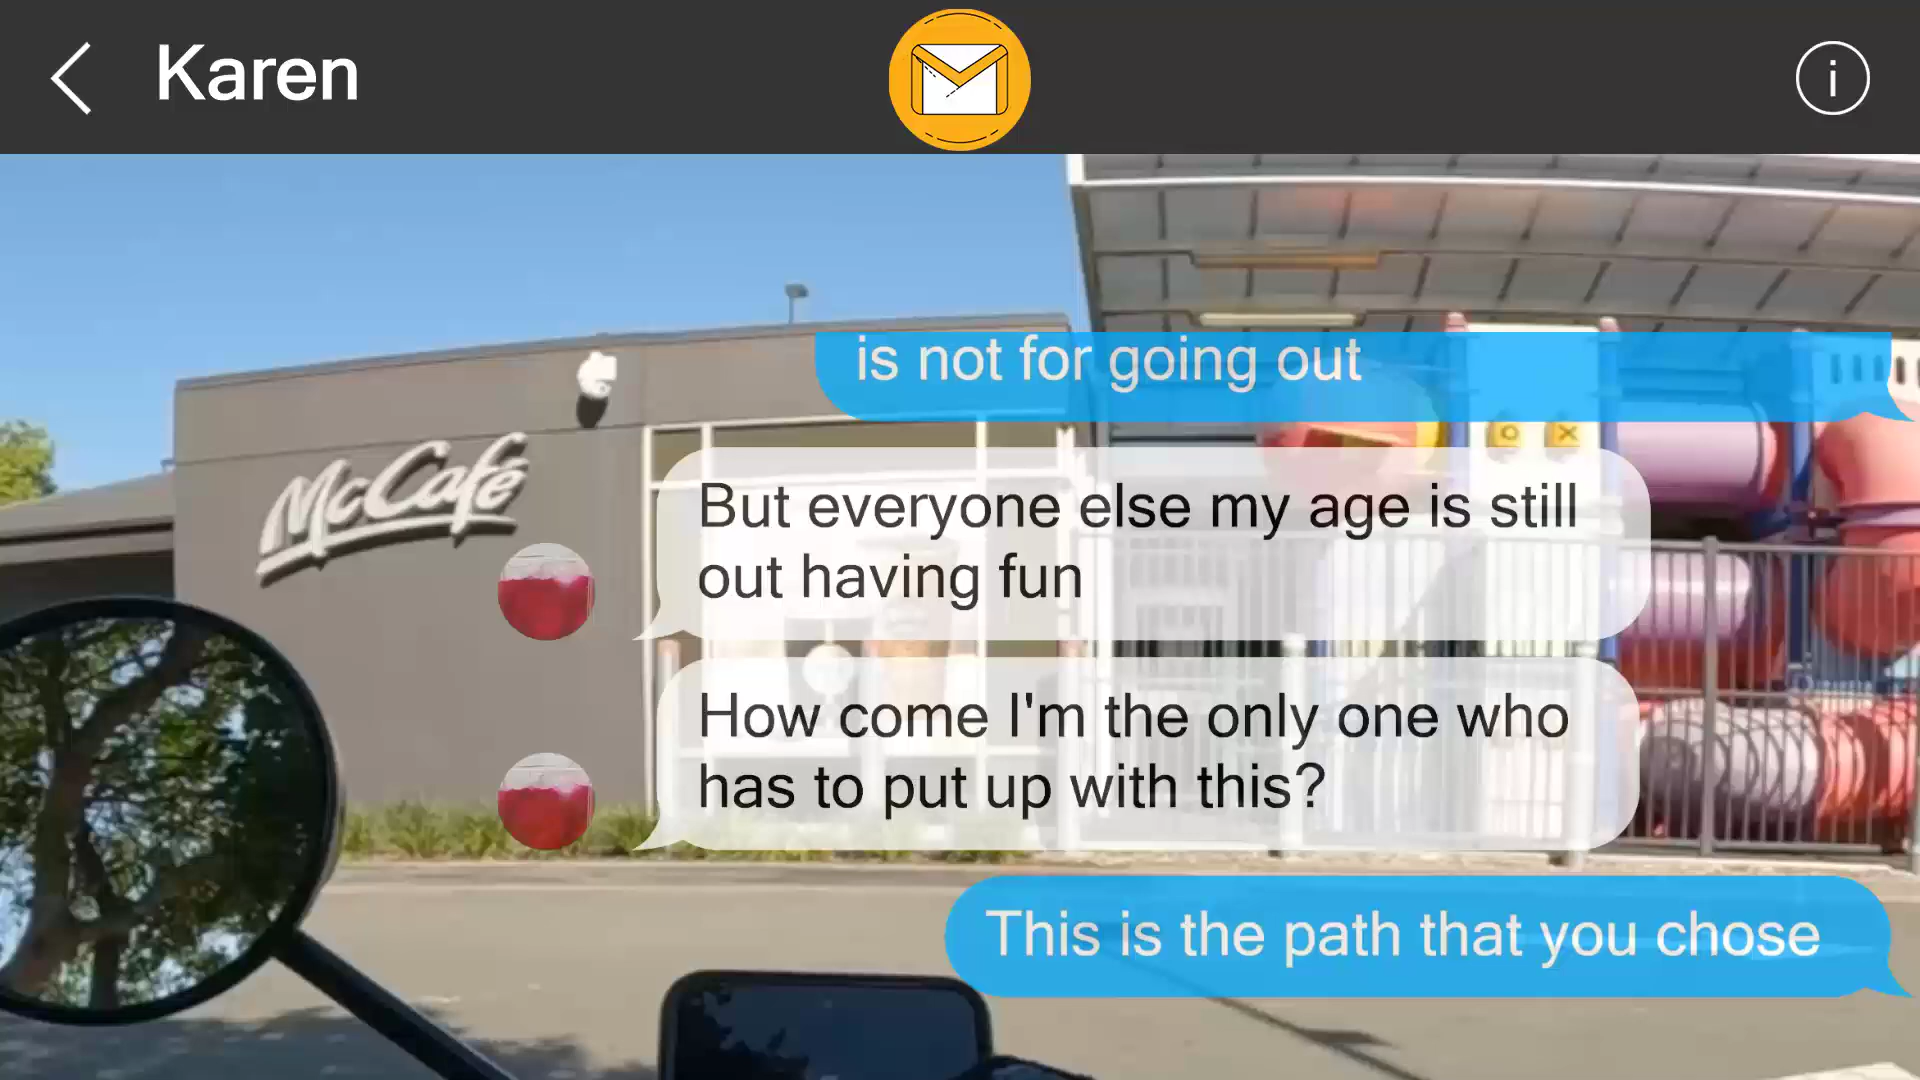 Karen
i
is not for going out
McCafé
But everyone else my age is still
out having fun
How come I'm the only one who
has to put up with this?
This is the path that you chose